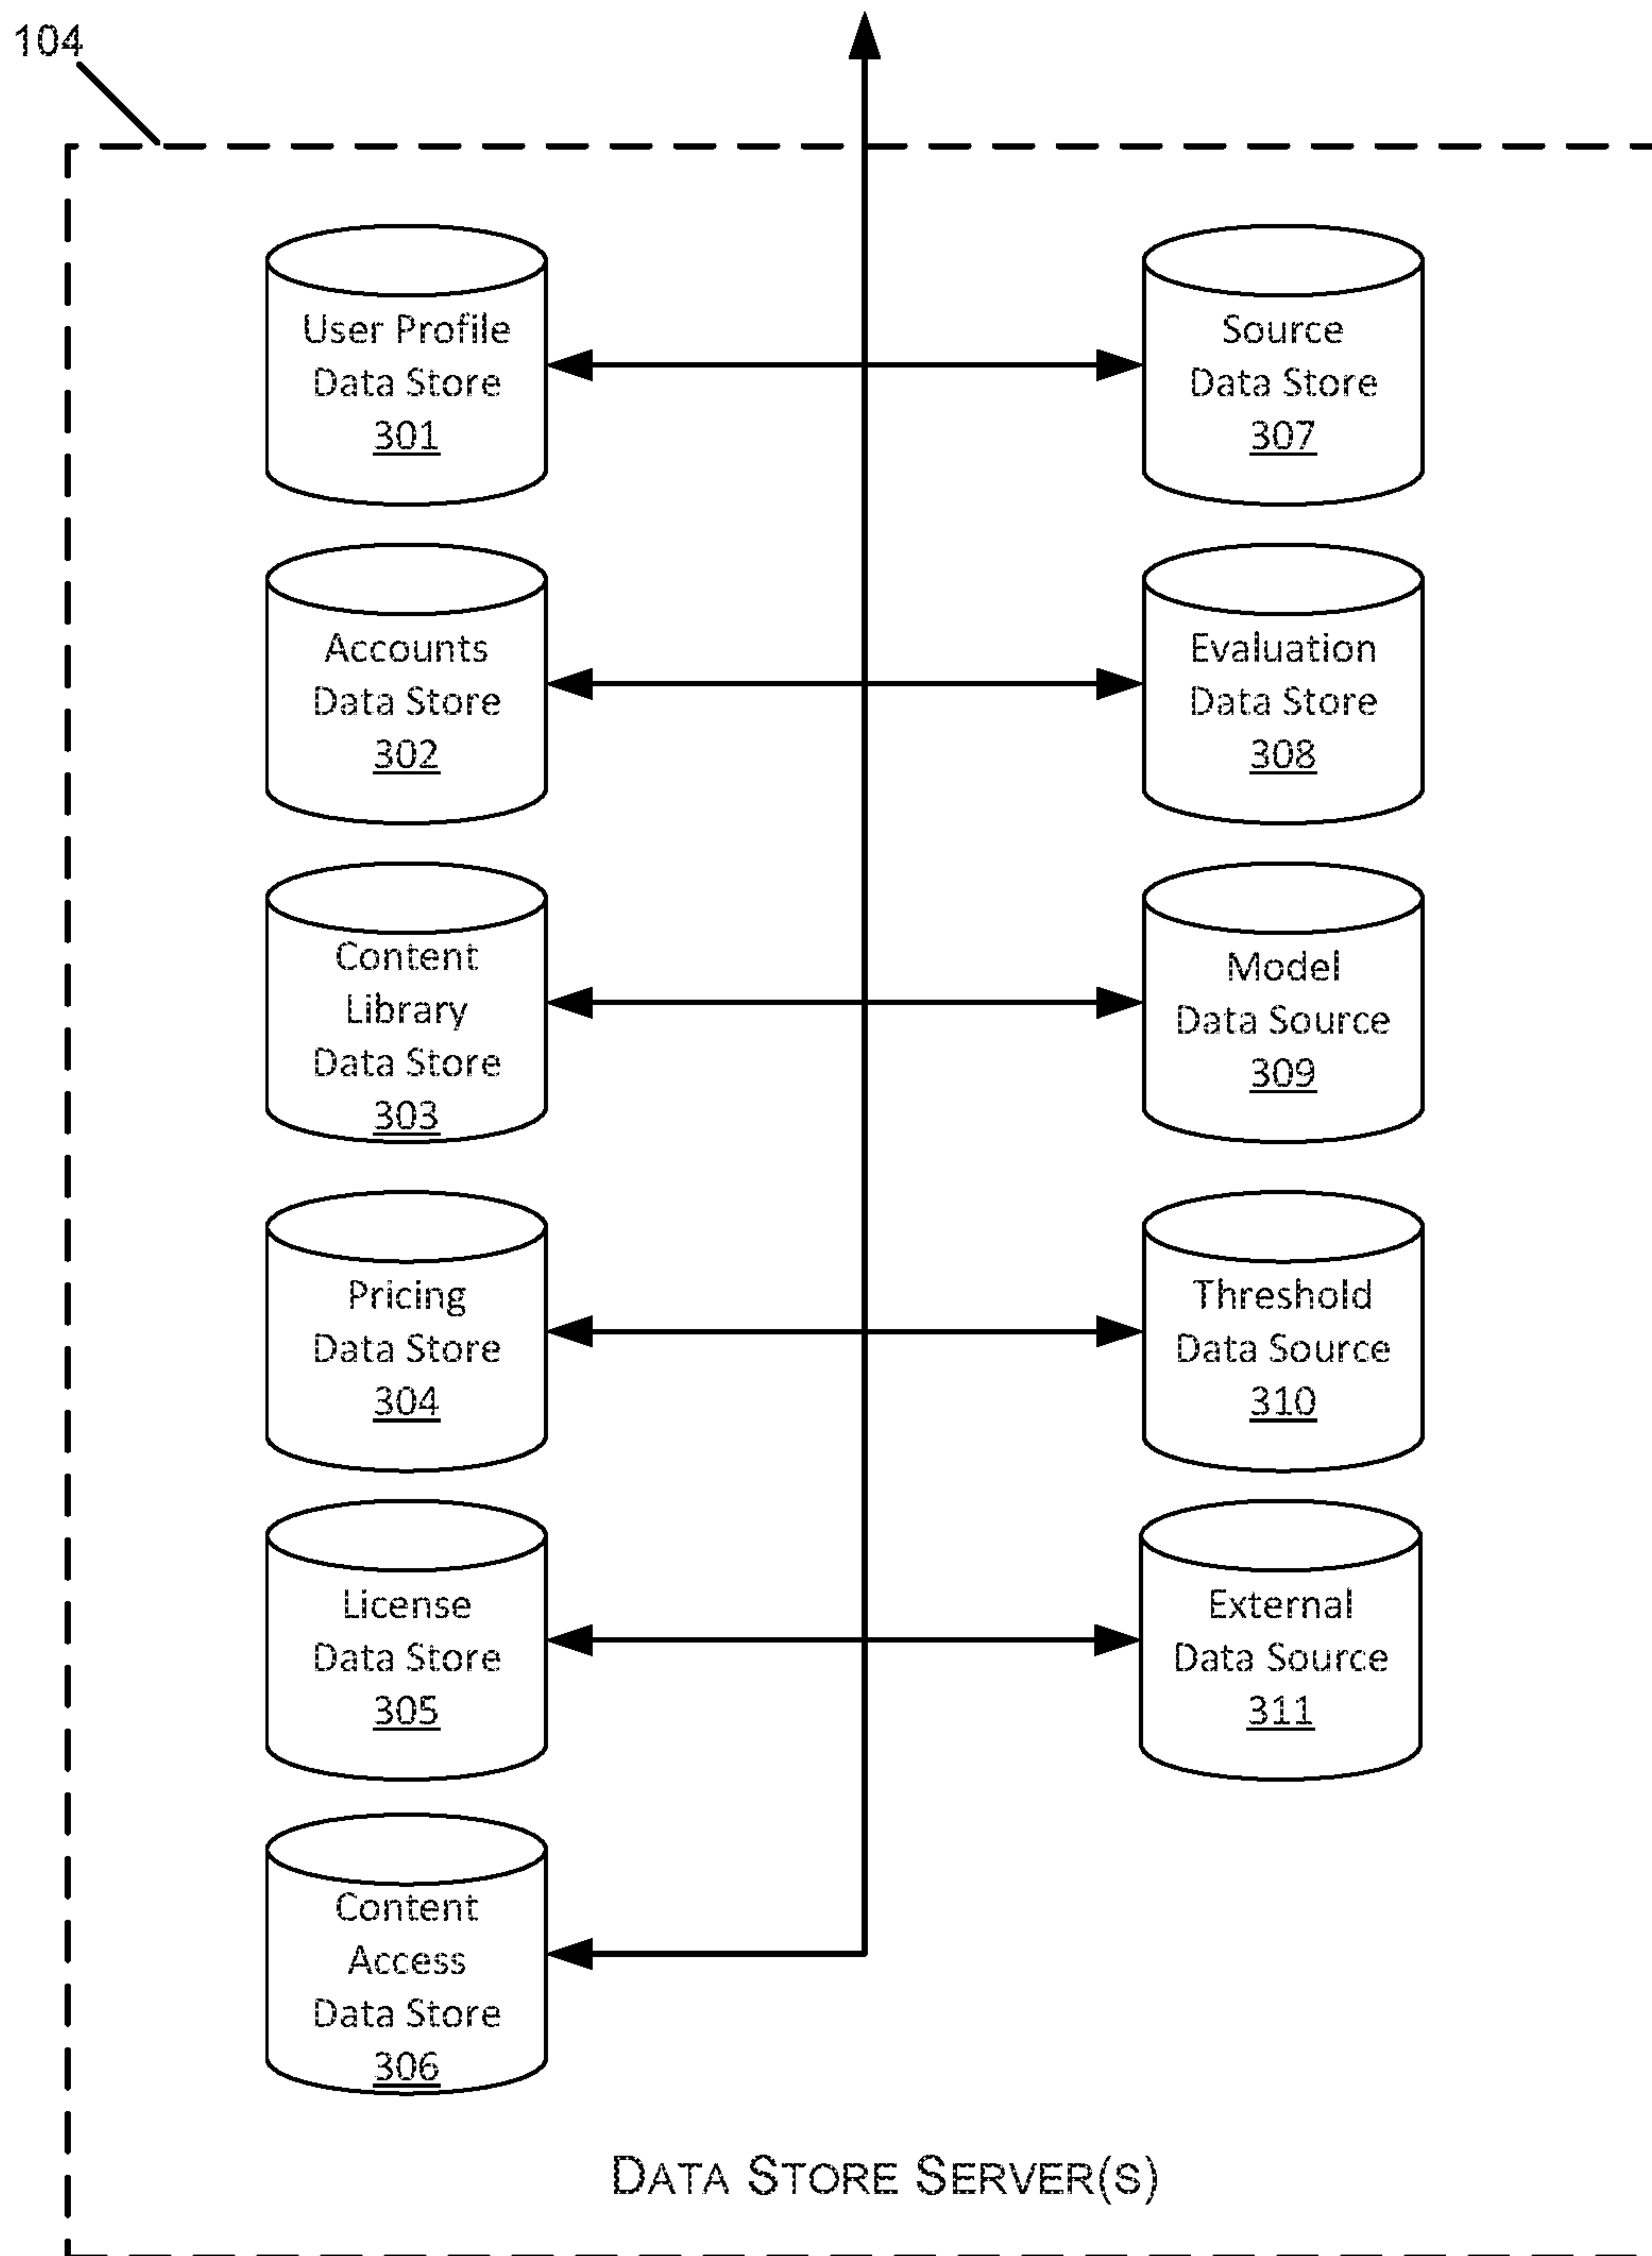 104
User Profile
Data Store
301
Source
Data Store
307
Accounts
Data Store
302
Evaluation
Data Store
308
Content
Library
Data Store
303
Model
Data Source
309
Pricing
Data Store
304
Threshold
Data Source
310
License
Data Store
305
External
Data Source
311
Content
Access
Data Store
306
DATA STORE SERVER(S)